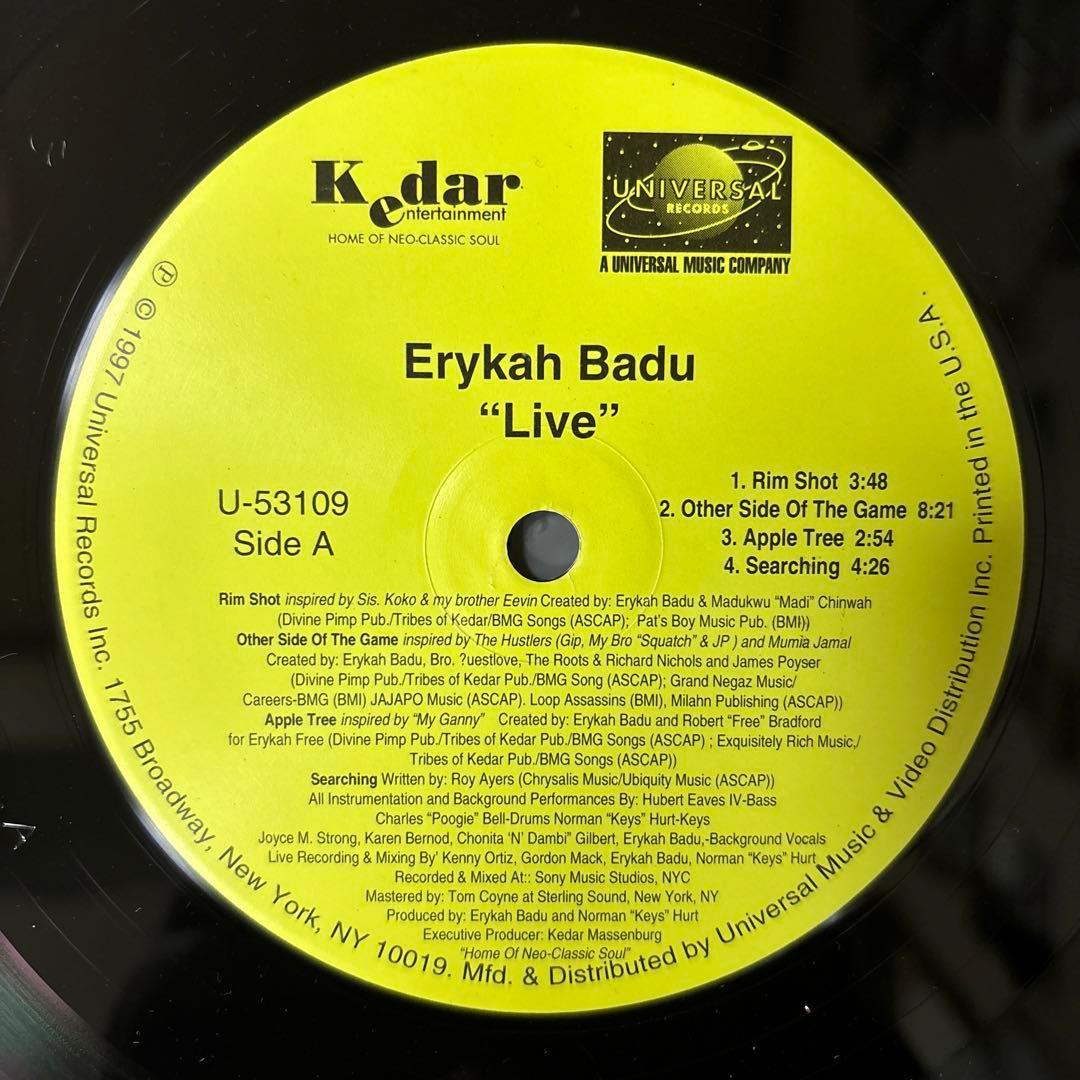 Kedar
entertainment
HOME OF NEO-CLASSIC SOUL
UNIVERSAL
RECORDS
A UNIVERSAL MUSIC COMPANY
Erykah Badu
“Live”
U-53109
Side A
1. Rim Shot 3:48
2. Other Side Of The Game 8:21
3. Apple Tree 2:54
4. Searching 4:26
Rim Shot inspired by Sis. Koko & my brother Eevin Created by: Erykah Badu & Madukwu “Madi” Chinwah
(Divine Pimp Pub./Tribes of Kedar/BMG Songs (ASCAP); Pat's Boy Music Pub. (BMI))
Other Side Of The Game inspired by The Hustlers (Gip, My Bro “Squatch” & JP ) and Mumia Jamal
Created by: Erykah Badu, Bro. ?uestlove, The Roots & Richard Nichols and James Poyser
(Divine Pimp Pub./Tribes of Kedar Pub./BMG Song (ASCAP); Grand Negaz Music/
Careers-BMG (BMI) JAJAPO Music (ASCAP). Loop Assassins (BMI), Milahn Publishing (ASCAP))
Apple Tree inspired by “My Ganny” Created by: Erykah Badu and Robert “Free” Bradford
for Erykah Free (Divine Pimp Pub./Tribes of Kedar Pub./BMG Songs (ASCAP) ; Exquisitely Rich Music,/
Tribes of Kedar Pub./BMG Songs (ASCAP))
Searching Written by: Roy Ayers (Chrysalis Music/Ubiquity Music (ASCAP))
All Instrumentation and Background Performances By: Hubert Eaves IV-Bass
Charles “Poogie” Bell-Drums Norman “Keys” Hurt-Keys
Joyce M. Strong, Karen Bernod, Chonita ‘N’ Dambi” Gilbert, Erykah Badu,-Background Vocals
Live Recording & Mixing By' Kenny Ortiz, Gordon Mack, Erykah Badu, Norman “Keys” Hurt
Recorded & Mixed At:: Sony Music Studios, NYC
Mastered by: Tom Coyne at Sterling Sound, New York, NY
Produced by: Erykah Badu and Norman “Keys” Hurt
Executive Producer: Kedar Massenburg
“Home Of Neo-Classic Soul”
℗ © 1997 Universal Records Inc. 1755 Broadway, New York, NY 10019. Mfd. & Distributed by Universal Music & Video Distribution Inc. Printed in the U.S.A.